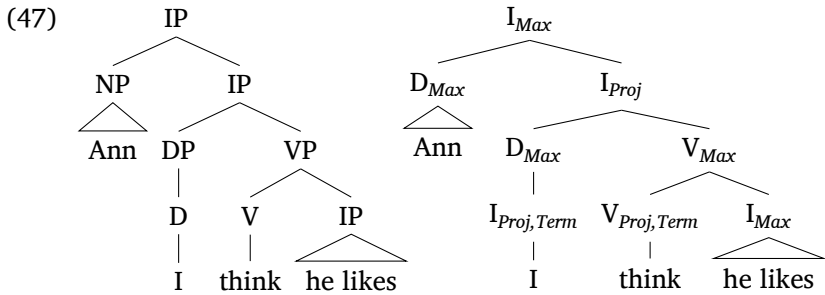 (47) IP I_Max
NP IP D_Max I_Proj
Ann DP VP Ann D_Max V_Max
D V IP I_Proj,Term V_Proj,Term I_Max
I think he likes I think he likes